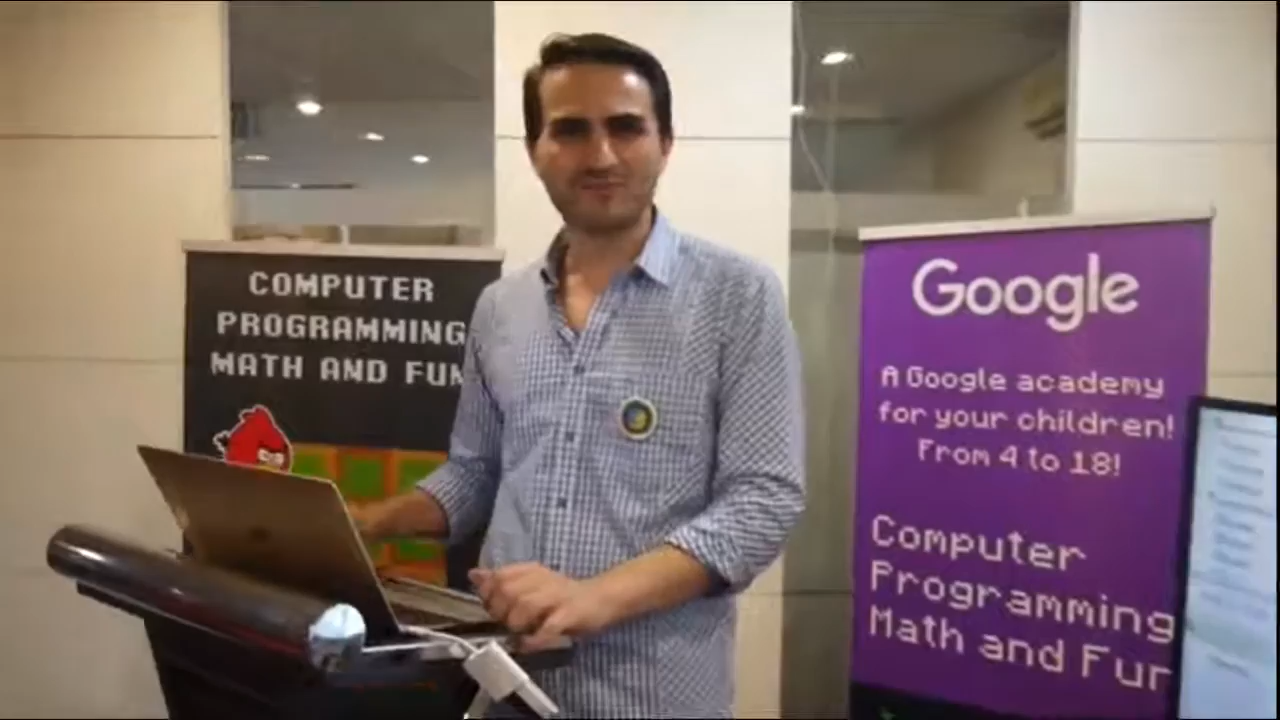 COMPUTER
PROGRAMMING
MATH AND FUN
Google
A Google academy
for your children!
From 4 to 18!
Computer
Programming
Math and Fun